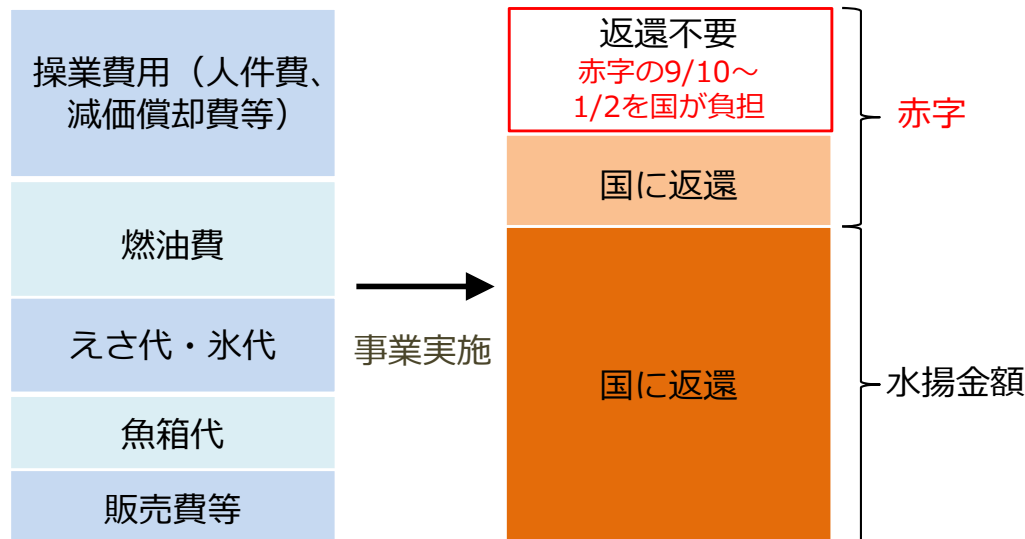 操業費用（人件費、
減価償却費等）
燃油費
えさ代・氷代
魚箱代
販売費等
事業実施
返還不要
赤字の9/10～
1/2を国が負担
国に返還
国に返還
赤字
水揚金額